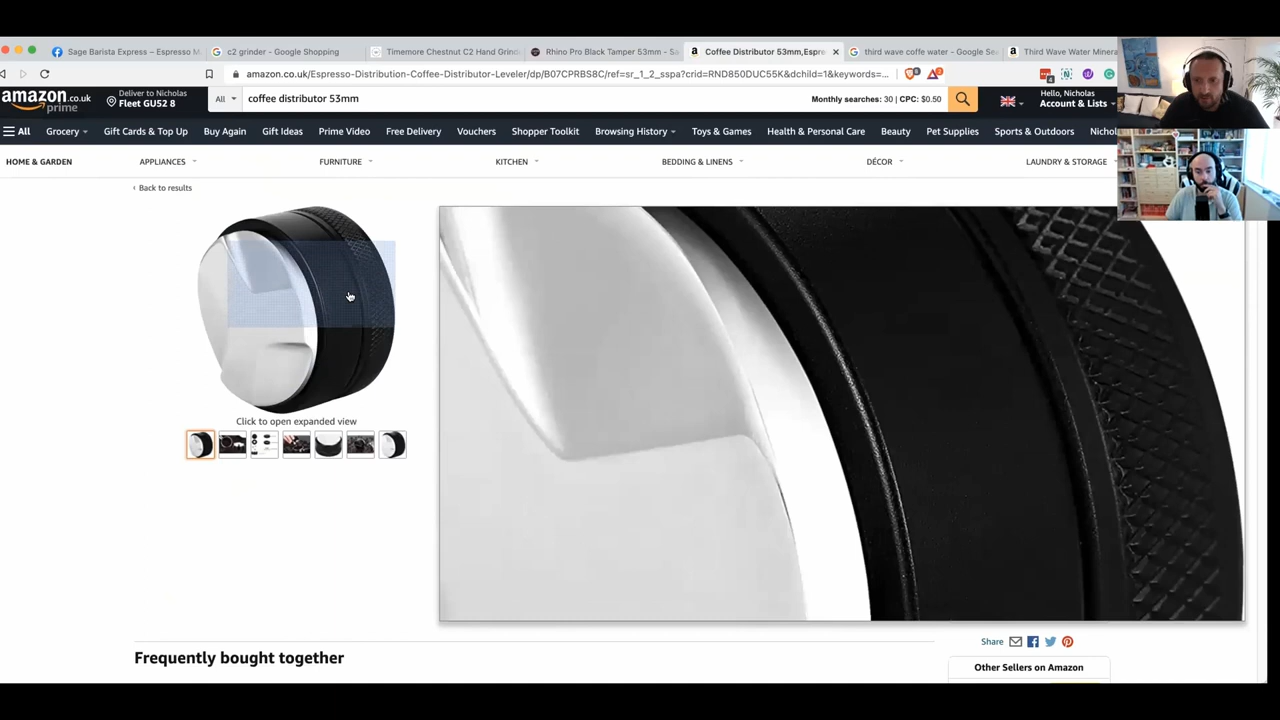 Sage Barista Express – Espresso M
c2 grinder - Google Shopping
Timemore Chestnut C2 Hand Grind
Rhino Pro Black Tamper 53mm - Sa
Coffee Distributor 53mm,Espre
third wave coffe water - Google Se
Third Wave Water Minera
amazon.co.uk/Espresso-Distribution-Coffee-Distributor-Leveler/dp/B07CPRBS8C/ref=sr_1_2_sspa?crid=RND850DUC55K&dchild=1&keywords=...
amazon.co.uk
prime
Deliver to Nicholas
Fleet GU52 8
All
coffee distributor 53mm
Monthly searches: 30 | CPC: $0.50
Hello, Nicholas
Account & Lists
All
Grocery
Gift Cards & Top Up
Buy Again
Gift Ideas
Prime Video
Free Delivery
Vouchers
Shopper Toolkit
Browsing History
Toys & Games
Health & Personal Care
Beauty
Pet Supplies
Sports & Outdoors
Nichol
HOME & GARDEN
APPLIANCES
FURNITURE
KITCHEN
BEDDING & LINENS
DÉCOR
LAUNDRY & STORAGE
‹ Back to results
Click to open expanded view
Share
Frequently bought together
Other Sellers on Amazon